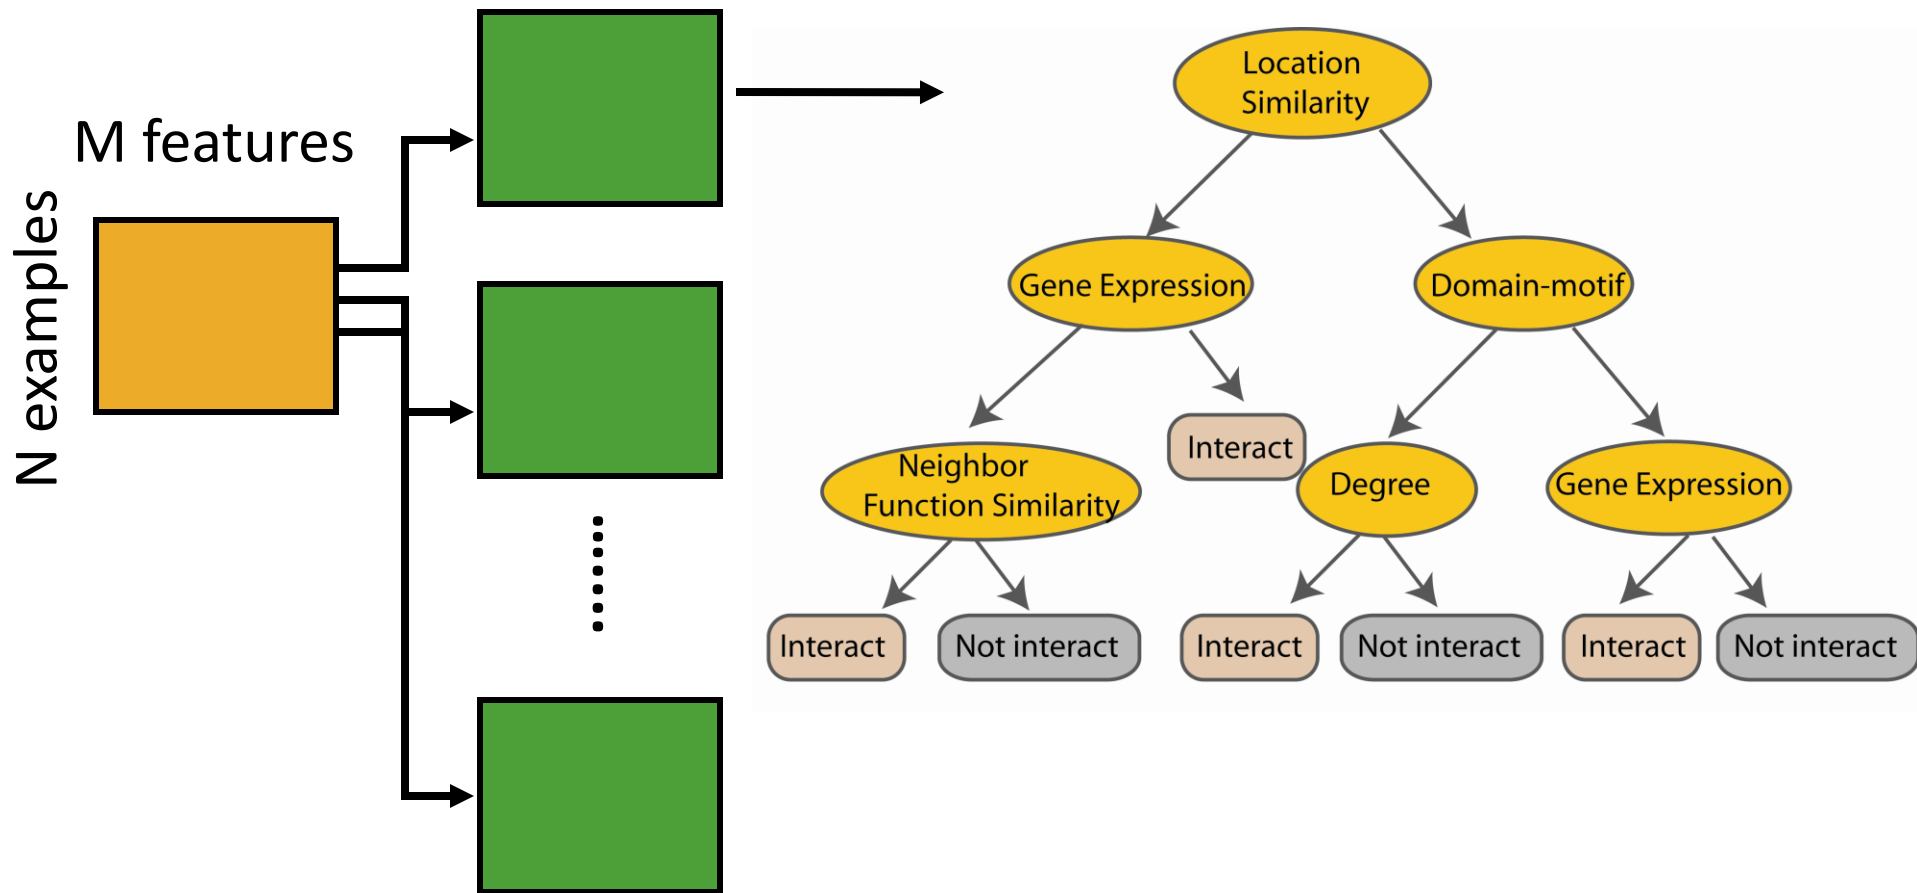 M features
N examples
Location
Similarity
Gene Expression
Domain-motif
Interact
Neighbor
Function Similarity
Degree
Gene Expression
Interact
Not interact
Interact
Not interact
Interact
Not interact